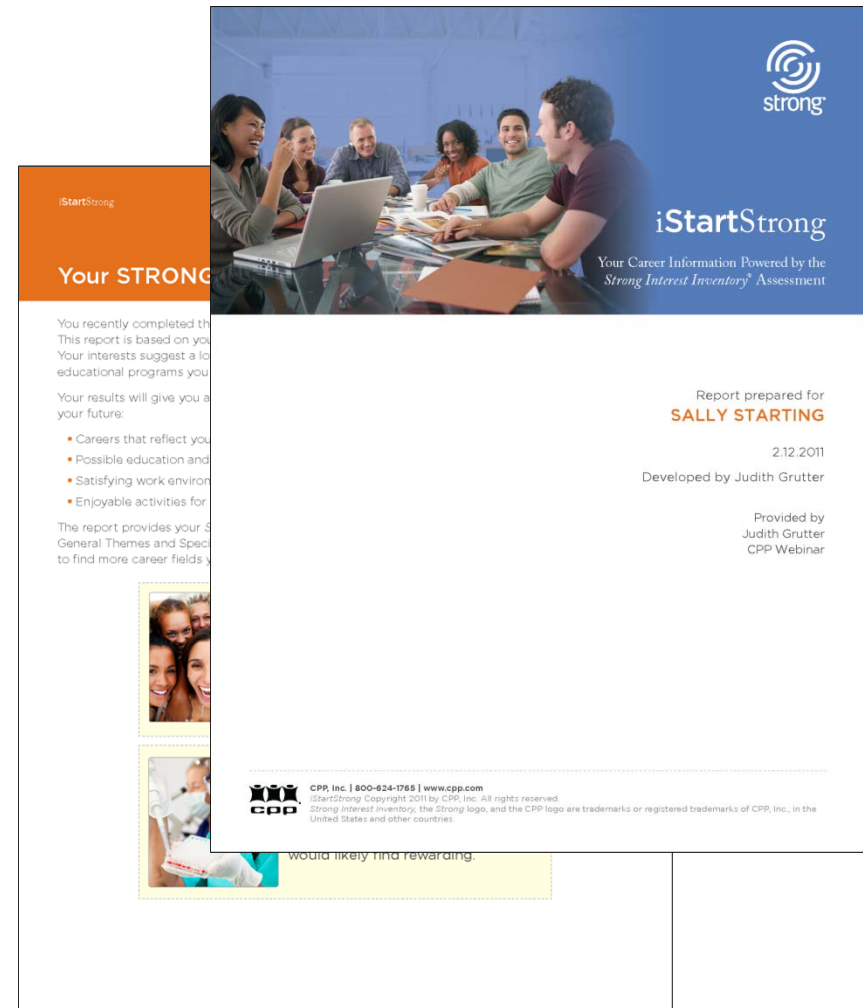 strong
iStartStrong
Your Career Information Powered by the
Strong Interest Inventory® Assessment
Report prepared for
SALLY STARTING
2.12.2011
Developed by Judith Grutter
Provided by
Judith Grutter
CPP Webinar
cpp
CPP, Inc. | 800-624-1765 | www.cpp.com
iStartStrong Copyright 2011 by CPP, Inc. All rights reserved.
Strong Interest Inventory, the Strong logo, and the CPP logo are trademarks or registered trademarks of CPP, Inc., in the
United States and other countries.
iStartStrong
Your STRONG
You recently completed th
This report is based on you
Your interests suggest a lo
educational programs you
Your results will give you a
your future:
• Careers that reflect you
• Possible education and
• Satisfying work environ
• Enjoyable activities for
The report provides your S
General Themes and Speci
to find more career fields y
would likely find rewarding.